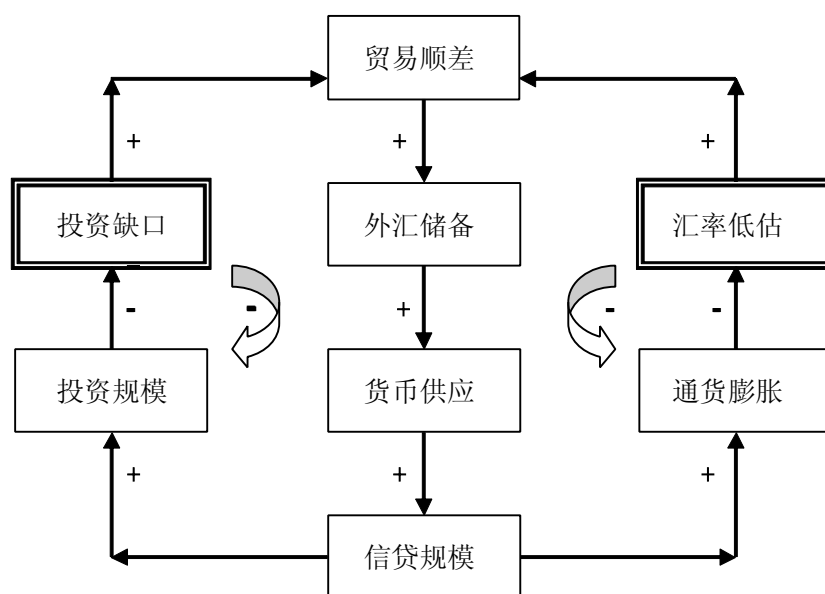 贸易顺差
+ + +
投资缺口 外汇储备 汇率低估
- - + - -
投资规模 货币供应 通货膨胀
+ + +
信贷规模